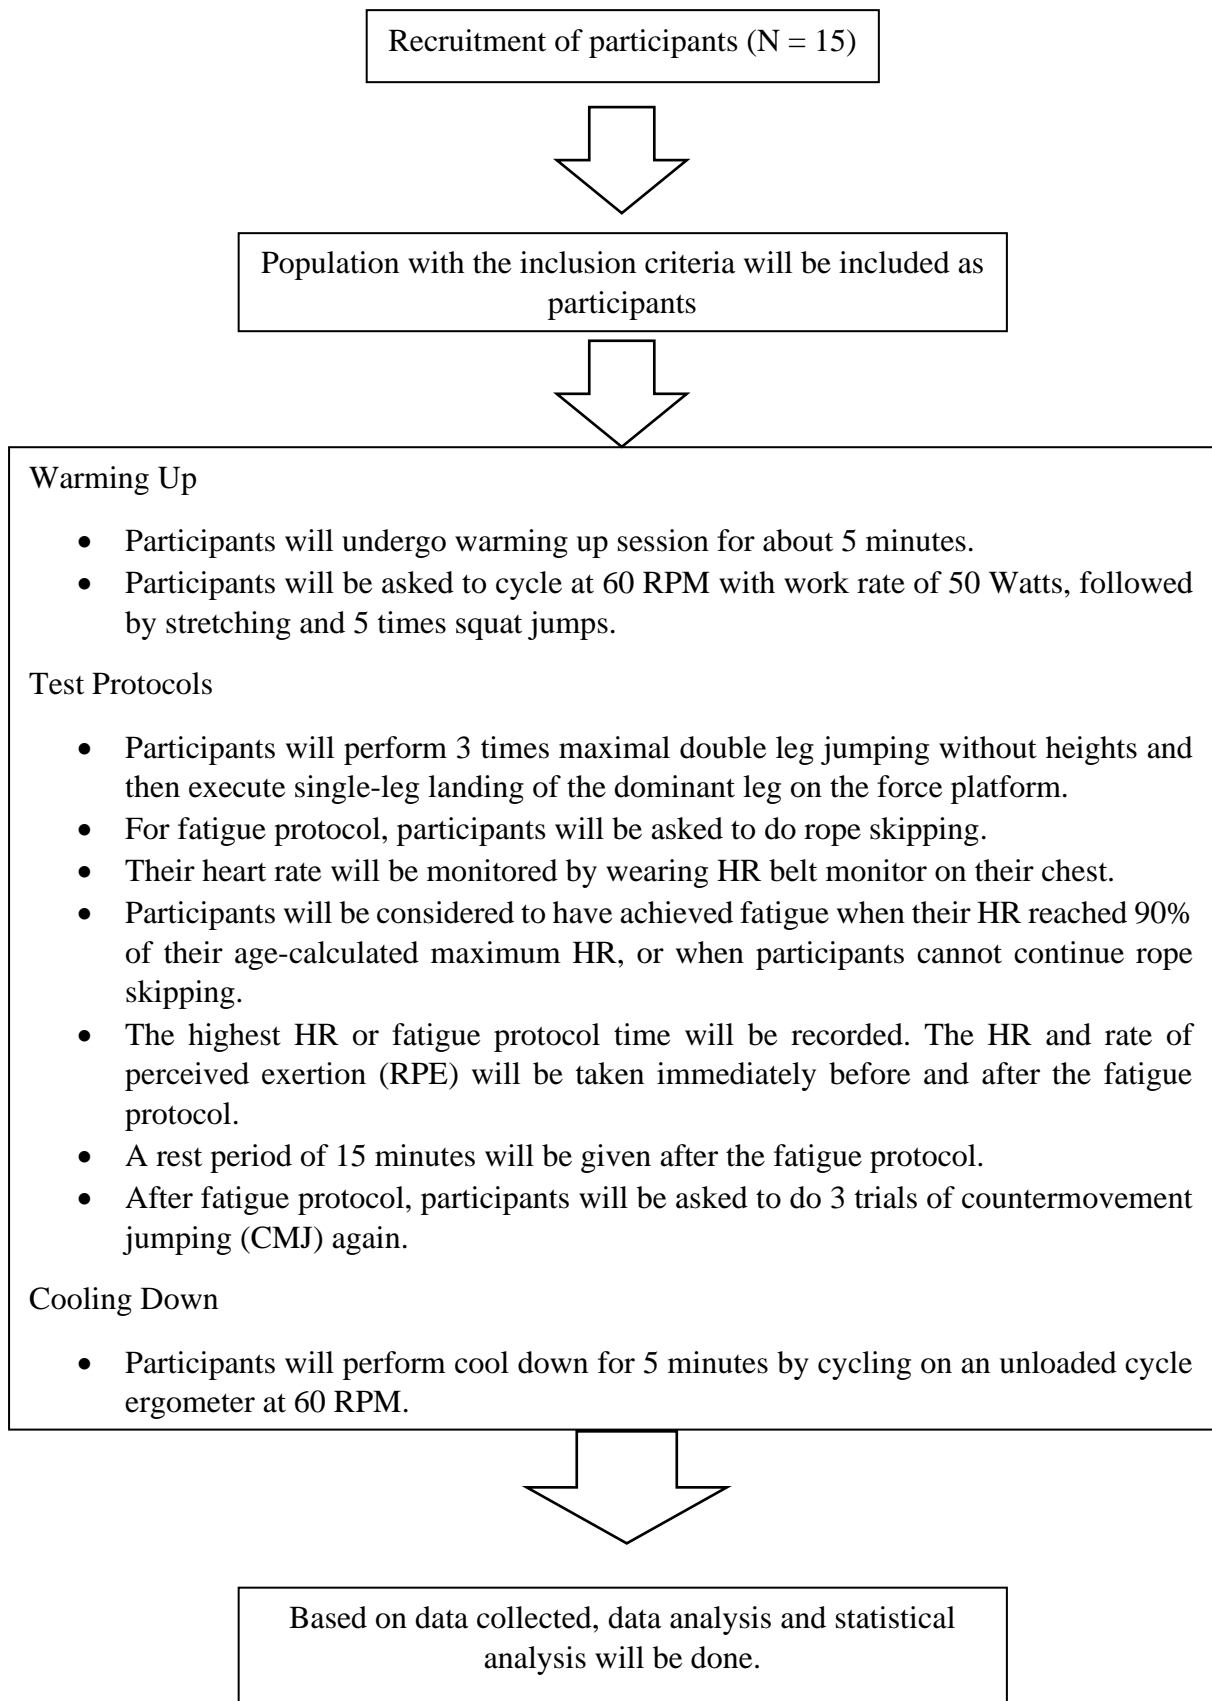 Recruitment of participants (N = 15)
Population with the inclusion criteria will be included as
participants
Warming Up
• Participants will undergo warming up session for about 5 minutes.
• Participants will be asked to cycle at 60 RPM with work rate of 50 Watts, followed
by stretching and 5 times squat jumps.
Test Protocols
• Participants will perform 3 times maximal double leg jumping without heights and
then execute single-leg landing of the dominant leg on the force platform.
• For fatigue protocol, participants will be asked to do rope skipping.
• Their heart rate will be monitored by wearing HR belt monitor on their chest.
• Participants will be considered to have achieved fatigue when their HR reached 90%
of their age-calculated maximum HR, or when participants cannot continue rope
skipping.
• The highest HR or fatigue protocol time will be recorded. The HR and rate of
perceived exertion (RPE) will be taken immediately before and after the fatigue
protocol.
• A rest period of 15 minutes will be given after the fatigue protocol.
• After fatigue protocol, participants will be asked to do 3 trials of countermovement
jumping (CMJ) again.
Cooling Down
• Participants will perform cool down for 5 minutes by cycling on an unloaded cycle
ergometer at 60 RPM.
Based on data collected, data analysis and statistical
analysis will be done.